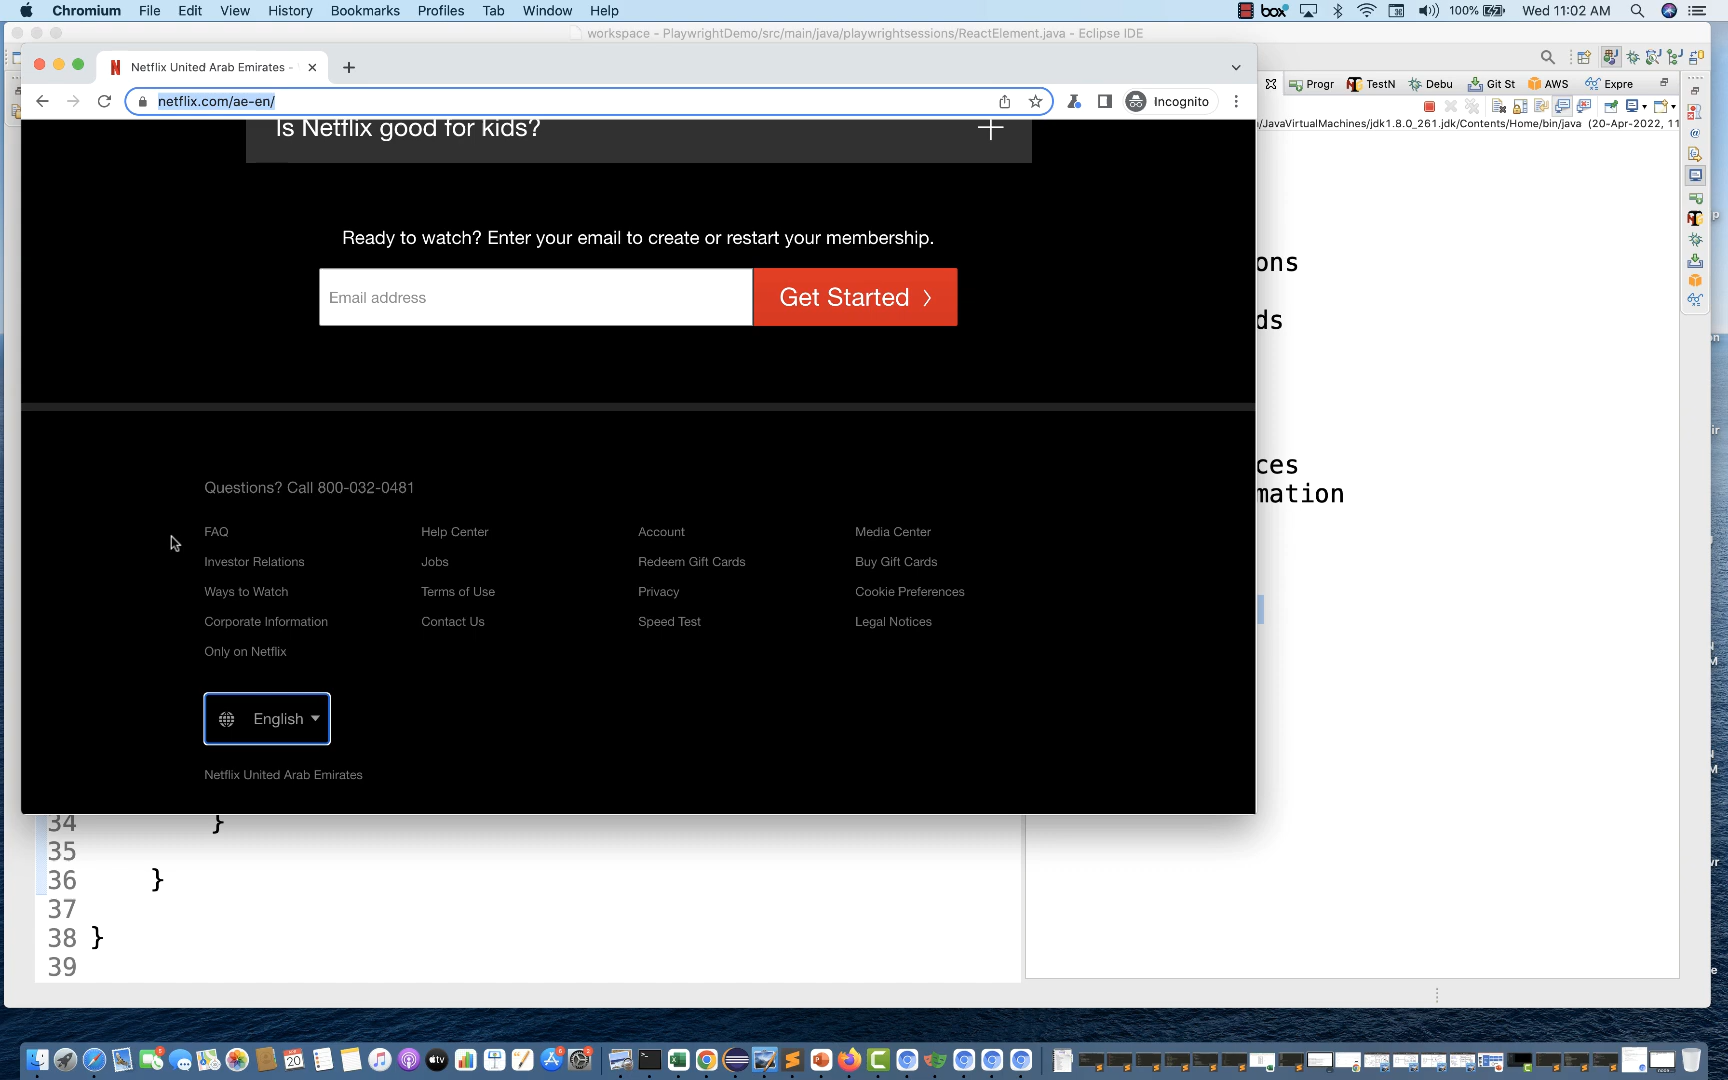 Chromium File Edit View History Bookmarks Profiles Tab Window Help box 100% Wed 11:02 AM
workspace - PlaywrightDemo/src/main/java/playwrightsessions/ReactElement.java - Eclipse IDE
Netflix United Arab Emirates -
Progr TestN Debu Git St AWS Expre
netflix.com/ae-en/ Incognito
/JavaVirtualMachines/jdk1.8.0_261.jdk/Contents/Home/bin/java (20-Apr-2022, 11
Is Netflix good for kids?
Ready to watch? Enter your email to create or restart your membership.
Email address Get Started
ons
ds
ces
mation
Questions? Call 800-032-0481
FAQ Help Center Account Media Center
Investor Relations Jobs Redeem Gift Cards Buy Gift Cards
Ways to Watch Terms of Use Privacy Cookie Preferences
Corporate Information Contact Us Speed Test Legal Notices
Only on Netflix
English
Netflix United Arab Emirates
34 }
35
36 }
37
38 }
39